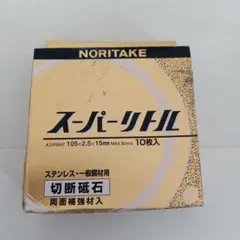 NORITAKE
スーパーリトル
105×2.5×15mm
10枚入
ステンレス・一般鋼材用
切断砥石
両面補強材入